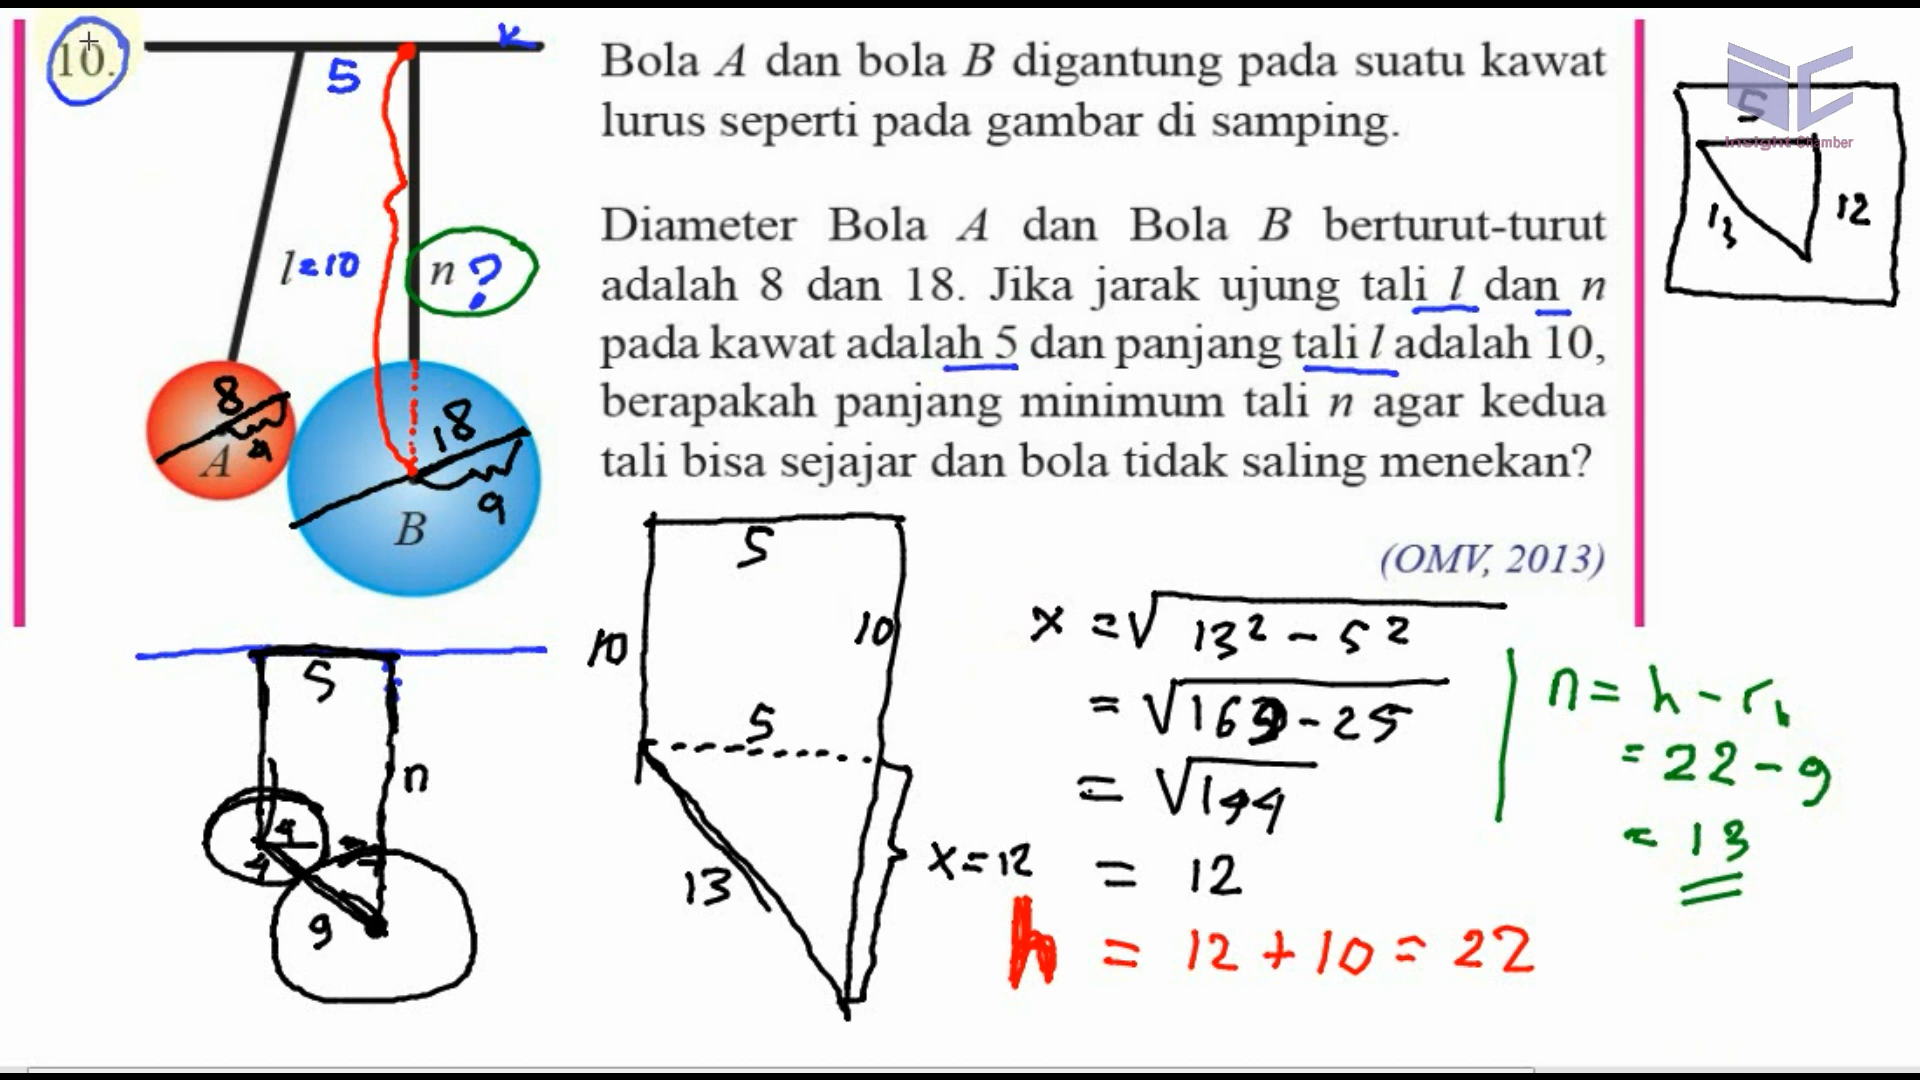 10.
5
K
l=10
n ?
8
4
A
18
9
B
Bola A dan bola B digantung pada suatu kawat
lurus seperti pada gambar di samping.
Diameter Bola A dan Bola B berturut-turut
adalah 8 dan 18. Jika jarak ujung tali l dan n
pada kawat adalah 5 dan panjang tali l adalah 10,
berapakah panjang minimum tali n agar kedua
tali bisa sejajar dan bola tidak saling menekan?
(OMV, 2013)
5
Insight Chamber
13
12
5
n
4
4
9
5
10
10
5
13
x=12
x = √13² - 5²
= √169-25
= √144
= 12
h = 12 + 10 = 22
n = h - r
= 22 - 9
= 13